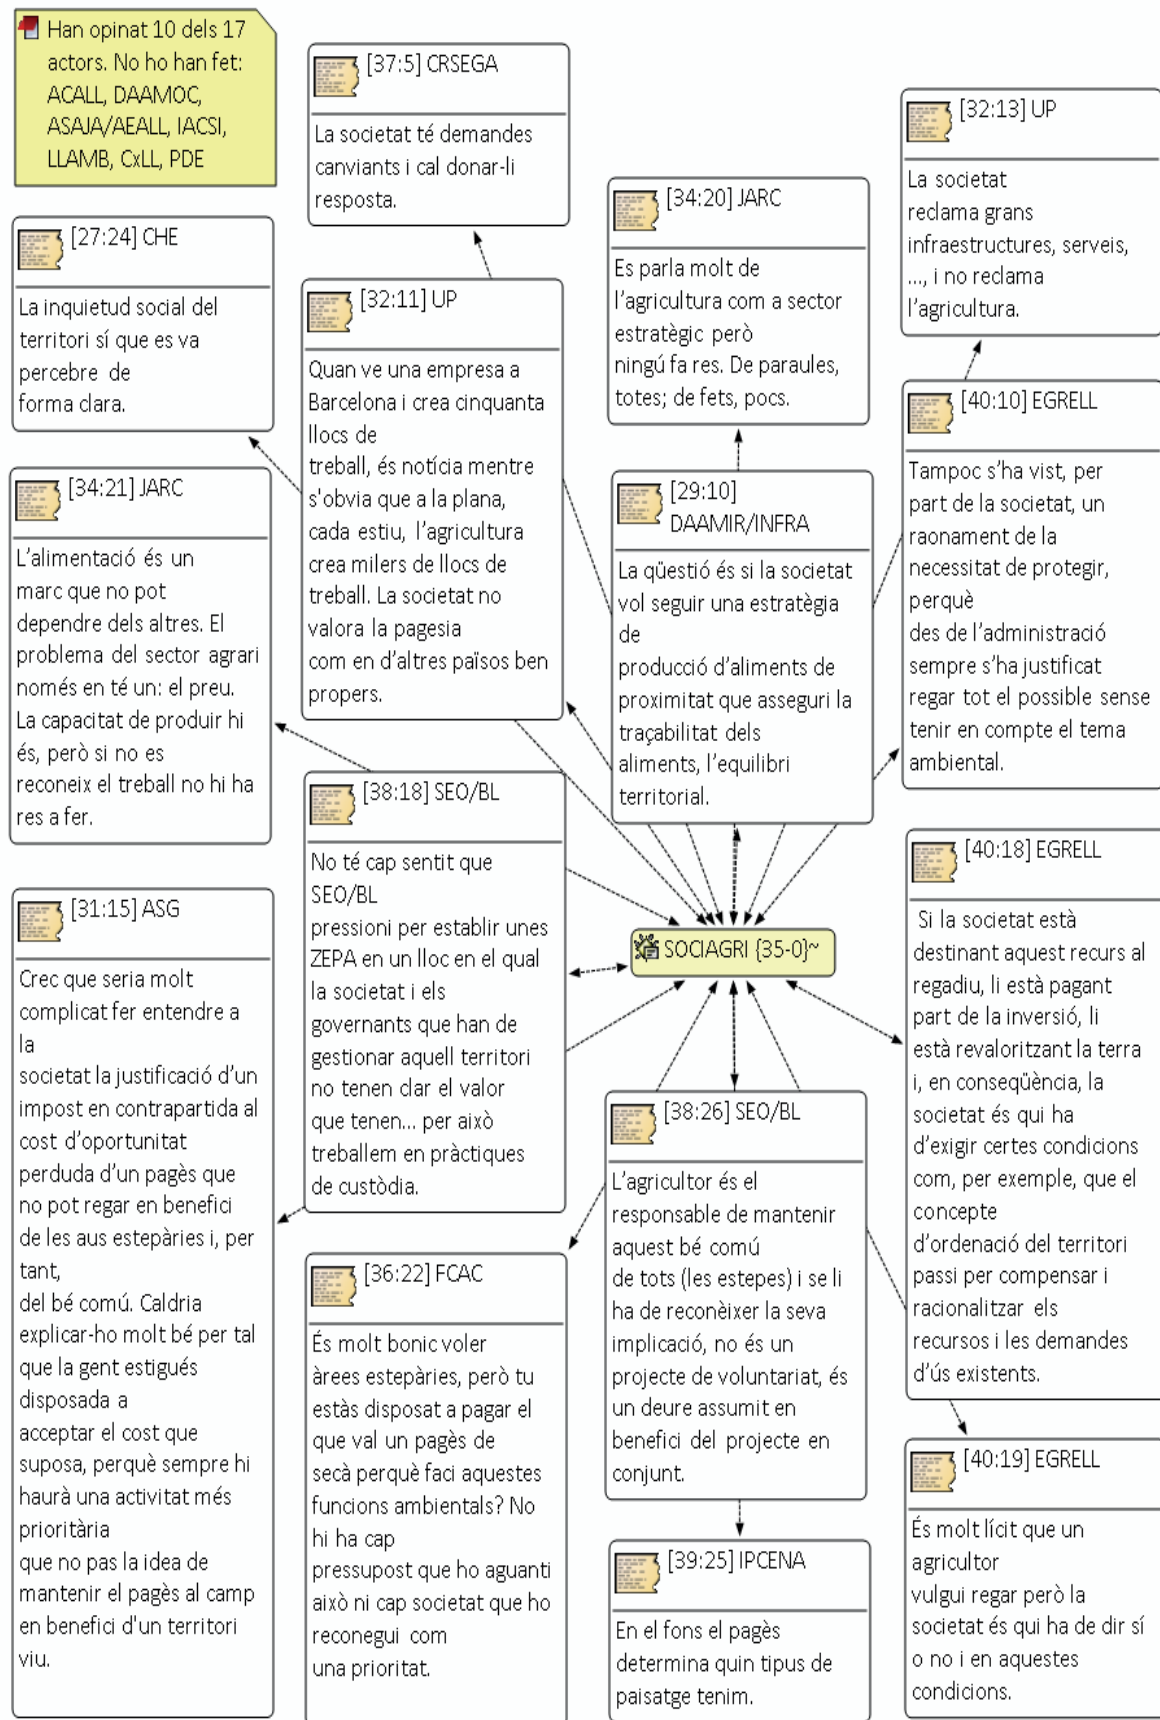 Han opinat 10 dels 17
actors. No ho han fet:
ACALL, DAAMOC,
ASAJA/AEALL, IACSI,
LLAMB, CxLL, PDE
[27:24] CHE
La inquietud social del
territori sí que es va
percebre de
forma clara.
[34:21] JARC
L’alimentació és un
marc que no pot
dependre dels altres. El
problema del sector agrari
només en té un: el preu.
La capacitat de produir hi
és, però si no es
reconeix el treball no hi ha
res a fer.
[31:15] ASG
Crec que seria molt
complicat fer entendre a
la
societat la justificació d’un
impost en contrapartida al
cost d’oportunitat
perduda d’un pagès que
no pot regar en benefici
de les aus estepàries i, per
tant,
del bé comú. Caldria
explicar-ho molt bé per tal
que la gent estigués
disposada a
acceptar el cost que
suposa, perquè sempre hi
haurà una activitat més
prioritària
que no pas la idea de
mantenir el pagès al camp
en benefici d'un territori
viu.
[37:5] CRSEGA
La societat té demandes
canviants i cal donar-li
resposta.
[32:11] UP
Quan ve una empresa a
Barcelona i crea cinquanta
llocs de
treball, és notícia mentre
s'obvia que a la plana,
cada estiu, l’agricultura
crea milers de llocs de
treball. La societat no
valora la pagesia
com en d’altres països ben
propers.
[38:18] SEO/BL
No té cap sentit que
SEO/BL
pressioni per establir unes
ZEPA en un lloc en el qual
la societat i els
governants que han de
gestionar aquell territori
no tenen clar el valor
que tenen... per això
treballem en pràctiques
de custòdia.
[36:22] FCAC
És molt bonic voler
àrees estepàries, però tu
estàs disposat a pagar el
que val un pagès de
secà perquè faci aquestes
funcions ambientals? No
hi ha cap
pressupost que ho aguanti
això ni cap societat que ho
reconegui com
una prioritat.
[34:20] JARC
Es parla molt de
l’agricultura com a sector
estratègic però
ningú fa res. De paraules,
totes; de fets, pocs.
[29:10]
DAAMIR/INFRA
La qüestió és si la societat
vol seguir una estratègia
de
producció d’aliments de
proximitat que asseguri la
traçabilitat dels
aliments, l’equilibri
territorial.
SOCIAGRI {35-0}~
[38:26] SEO/BL
L’agricultor és el
responsable de mantenir
aquest bé comú
de tots (les estepes) i se li
ha de reconèixer la seva
implicació, no és un
projecte de voluntariat, és
un deure assumit en
benefici del projecte en
conjunt.
[39:25] IPCENA
En el fons el pagès
determina quin tipus de
paisatge tenim.
[32:13] UP
La societat
reclama grans
infraestructures, serveis,
..., i no reclama
l’agricultura.
[40:10] EGRELL
Tampoc s’ha vist, per
part de la societat, un
raonament de la
necessitat de protegir,
perquè
des de l’administració
sempre s’ha justificat
regar tot el possible sense
tenir en compte el tema
ambiental.
[40:18] EGRELL
Si la societat està
destinant aquest recurs al
regadiu, li està pagant
part de la inversió, li
està revaloritzant la terra
i, en conseqüència, la
societat és qui ha
d’exigir certes condicions
com, per exemple, que el
concepte
d’ordenació del territori
passi per compensar i
racionalitzar els
recursos i les demandes
d’ús existents.
[40:19] EGRELL
És molt lícit que un
agricultor
vulgui regar però la
societat és qui ha de dir sí
o no i en aquestes
condicions.